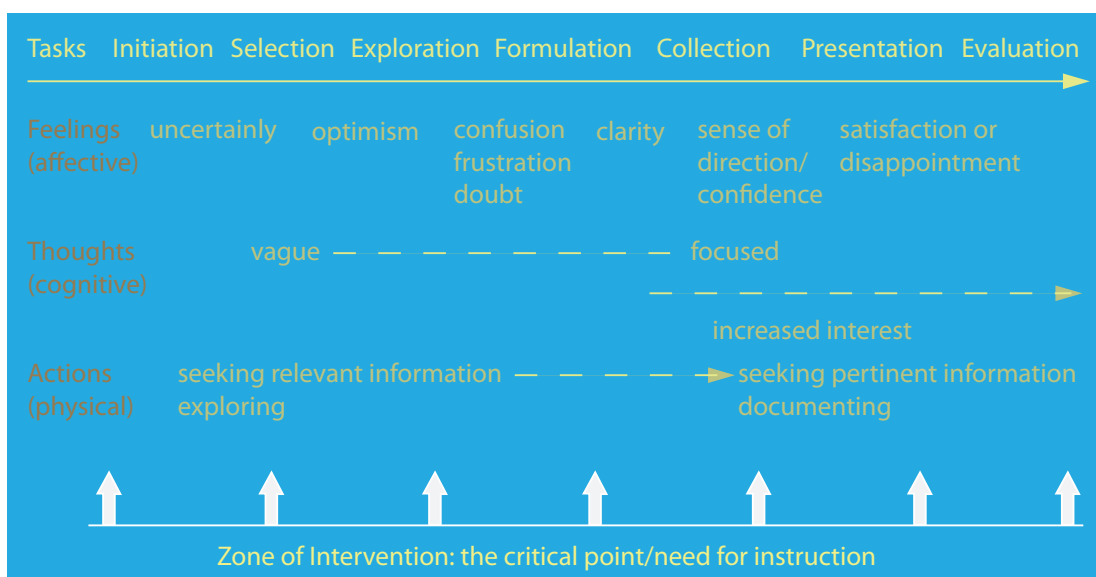 Tasks Initiation Selection Exploration Formulation Collection Presentation Evaluation
Feelings uncertainly optimism confusion clarity sense of satisfaction or
(affective) frustration direction/ disappointment
doubt confidence
Thoughts vague focused
(cognitive)
increased interest
Actions seeking relevant information seeking pertinent information
(physical) exploring documenting
Zone of Intervention: the critical point/need for instruction